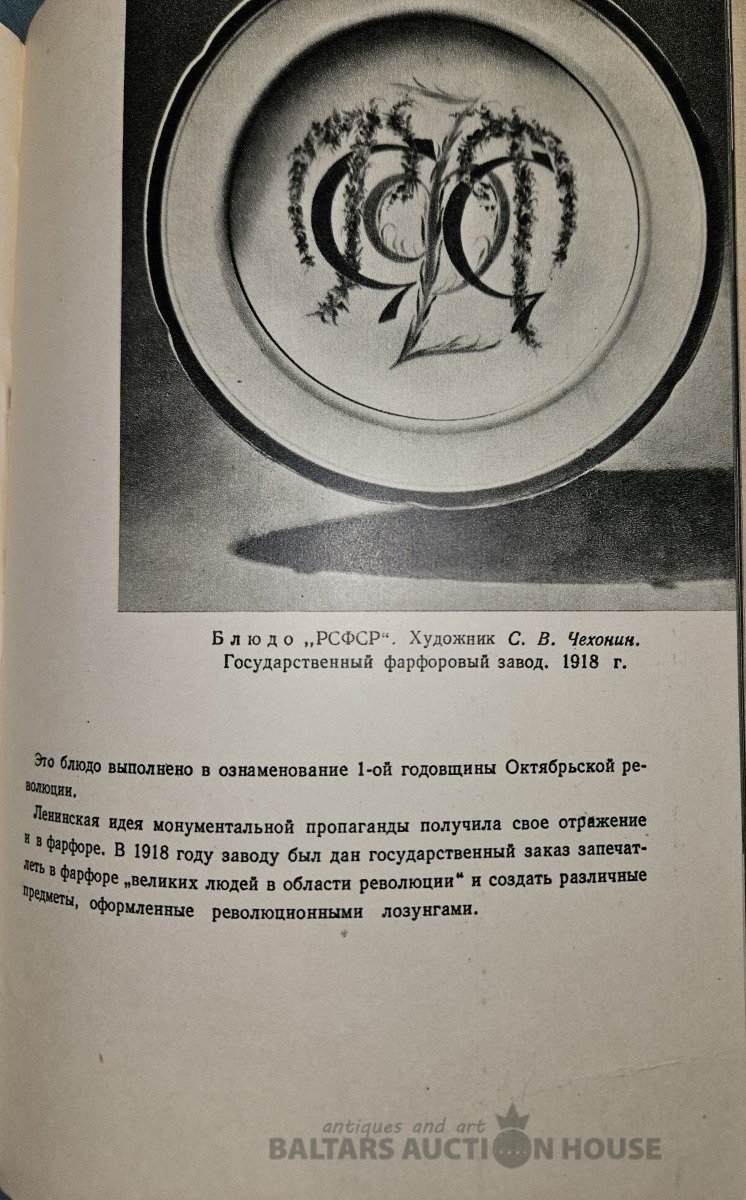 Блюдо „РСФСР“. Художник С. В. Чехонин.
Государственный фарфоровый завод. 1918 г.
Это блюдо выполнено в ознаменование 1-ой годовщины Октябрьской ре-
волюции.
Ленинская идея монументальной пропаганды получила свое отражение
и в фарфоре. В 1918 году заводу был дан государственный заказ запечат-
леть в фарфоре „великих людей в области революции“ и создать различные
предметы, оформленные революционными лозунгами.
antiques and art
BALTARS AUCTION HOUSE